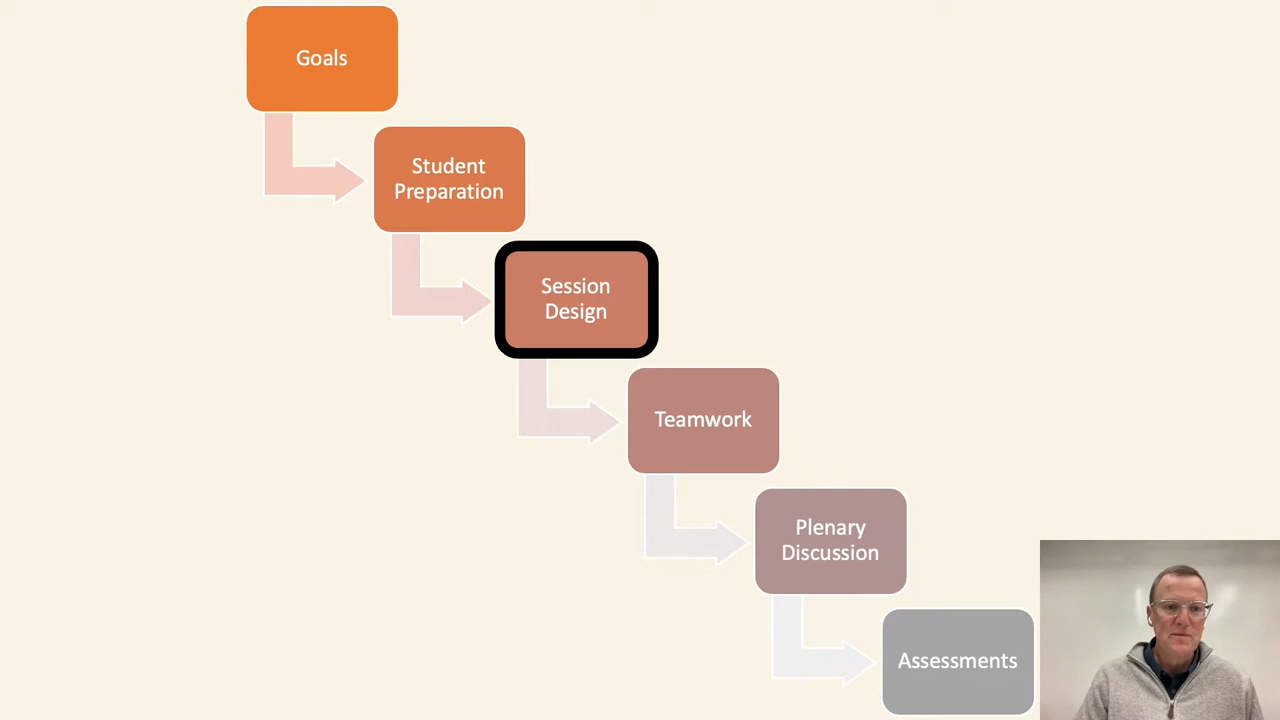 Goals
Student
Preparation
Session
Design
Teamwork
Plenary
Discussion
Assessments